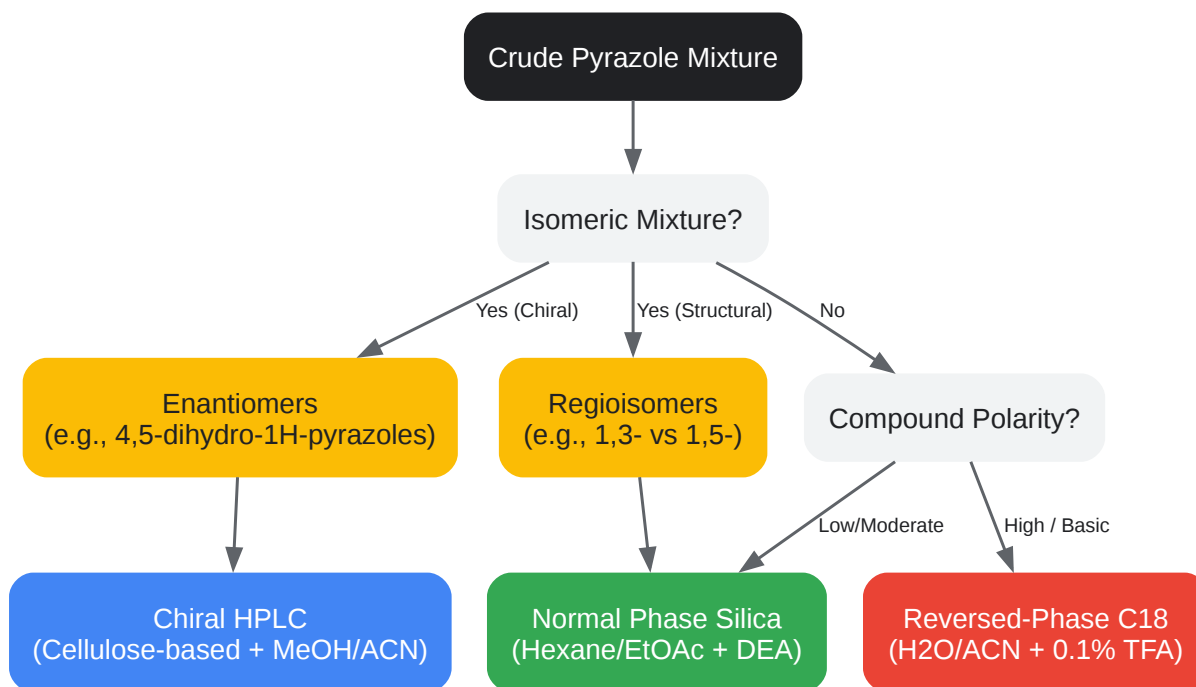 Crude Pyrazole Mixture
Isomeric Mixture?
Yes (Chiral)
Yes (Structural)
No
Enantiomers
(e.g., 4,5-dihydro-1H-pyrazoles)
Regioisomers
(e.g., 1,3- vs 1,5-)
Compound Polarity?
Low/Moderate
High / Basic
Chiral HPLC
(Cellulose-based + MeOH/ACN)
Normal Phase Silica
(Hexane/EtOAc + DEA)
Reversed-Phase C18
(H2O/ACN + 0.1% TFA)